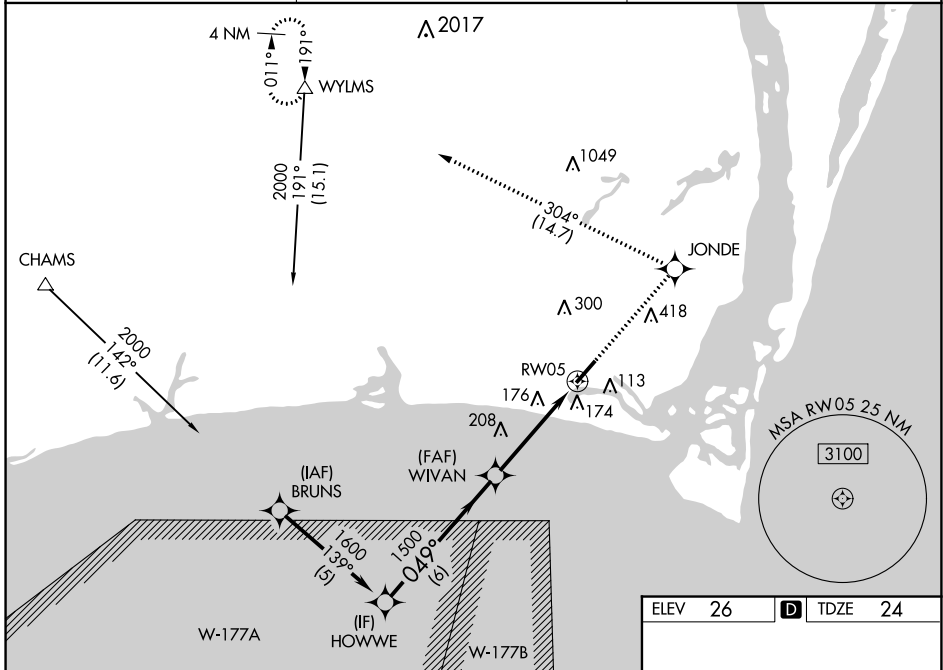 2017
4 NM
191°
011°
WYLMS
2000
191°
(15.1)
1049
304°
(14.7)
JONDE
CHAMS
2000
142°
(11.6)
300
418
RW05
113
176
174
208
MSA RW05 25 NM
3100
(FAF)
WIVAN
(IAF)
BRUNS
1600
139°
(5)
1500
049°
(6)
(IF)
HOWWE
W-177A
W-177B
ELEV 26 D TDZE 24